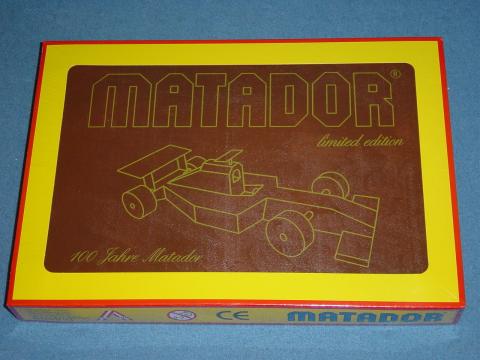 MATADOR®
limited edition
100 Jahre Matador
CE MATADOR